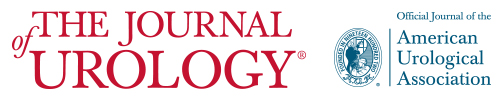 THE JOURNAL
of UROLOGY®
Official Journal of the
American
Urological
Association